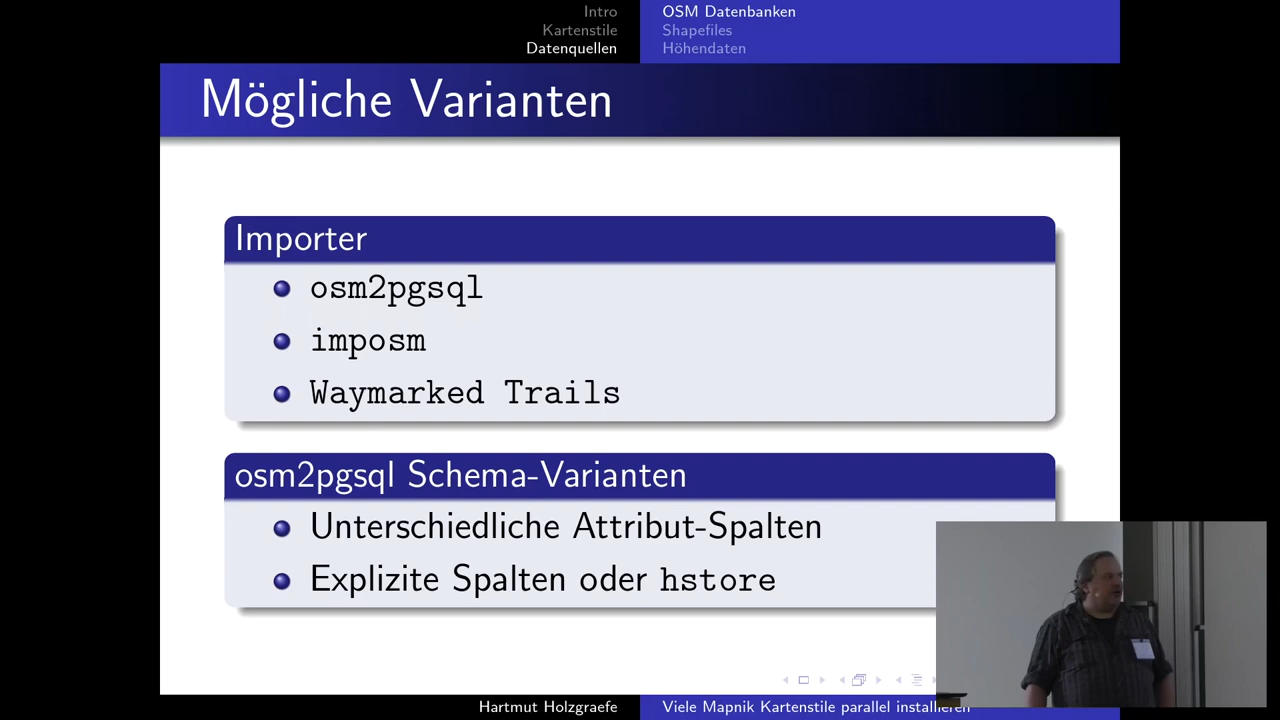 Intro
Kartenstile
Datenquellen
OSM Datenbanken
Shapefiles
Höhendaten
Mögliche Varianten
Importer
osm2pgsql
imposm
Waymarked Trails
osm2pgsql Schema-Varianten
Unterschiedliche Attribut-Spalten
Explizite Spalten oder hstore
Hartmut Holzgraefe
Viele Mapnik Kartenstile parallel installieren